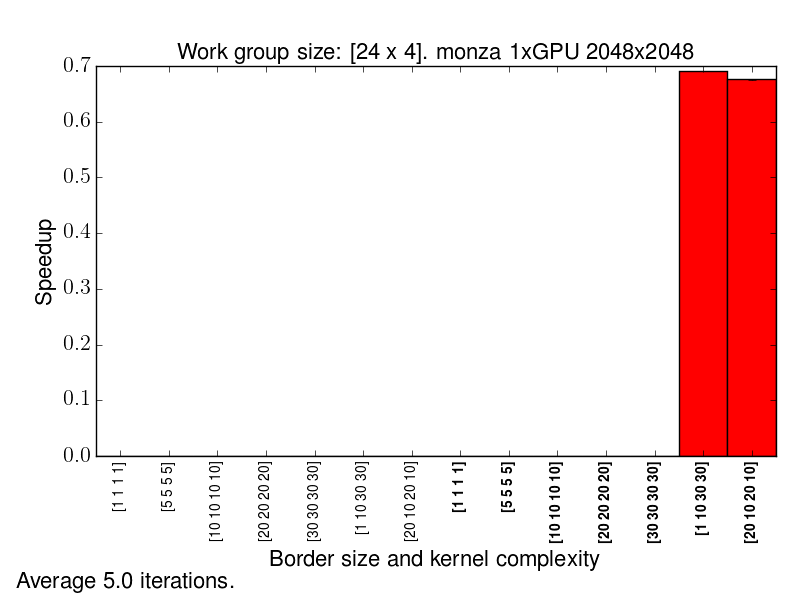 Work group size: [24 x 4]. monza 1xGPU 2048x2048
0.7
0.6
0.5
0.4
0.3
0.2
0.1
0.0
Speedup
[1 1 1 1]
[5 5 5 5]
[10 10 10 10]
[20 20 20 20]
[30 30 30 30]
[1 10 30 30]
[20 10 20 10]
[1 1 1 1]
[5 5 5 5]
[10 10 10 10]
[20 20 20 20]
[30 30 30 30]
[1 10 30 30]
[20 10 20 10]
Border size and kernel complexity
Average 5.0 iterations.